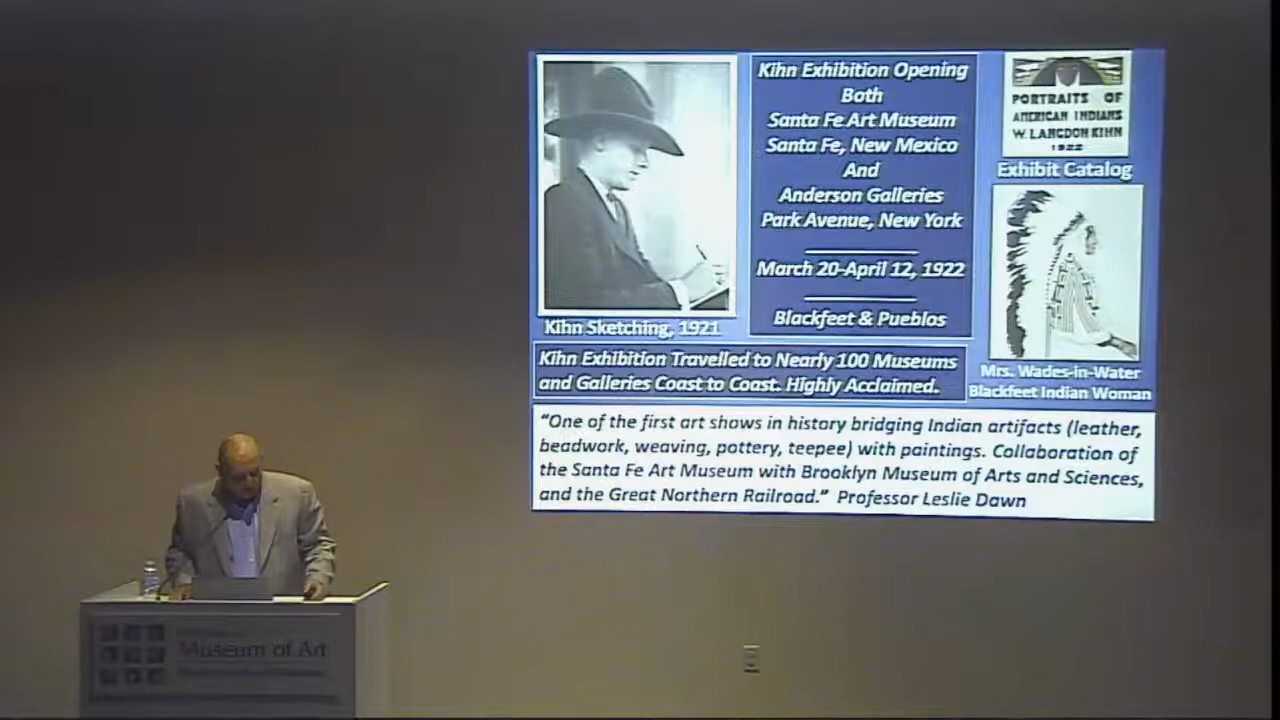 Kihn Exhibition Opening
Both
Santa Fe Art Museum
Santa Fe, New Mexico
And
Anderson Galleries
Park Avenue, New York
March 20-April 12, 1922
Blackfeet & Pueblos
Kihn Sketching, 1921
PORTRAITS OF
AMERICAN INDIANS
W. LANGDON KIHN
1922
Exhibit Catalog
Mrs. Wades-in-Water
Blackfeet Indian Woman
Kihn Exhibition Travelled to Nearly 100 Museums
and Galleries Coast to Coast. Highly Acclaimed.
“One of the first art shows in history bridging Indian artifacts (leather,
beadwork, weaving, pottery, teepee) with paintings. Collaboration of
the Santa Fe Art Museum with Brooklyn Museum of Arts and Sciences,
and the Great Northern Railroad.” Professor Leslie Dawn
Museum of Art